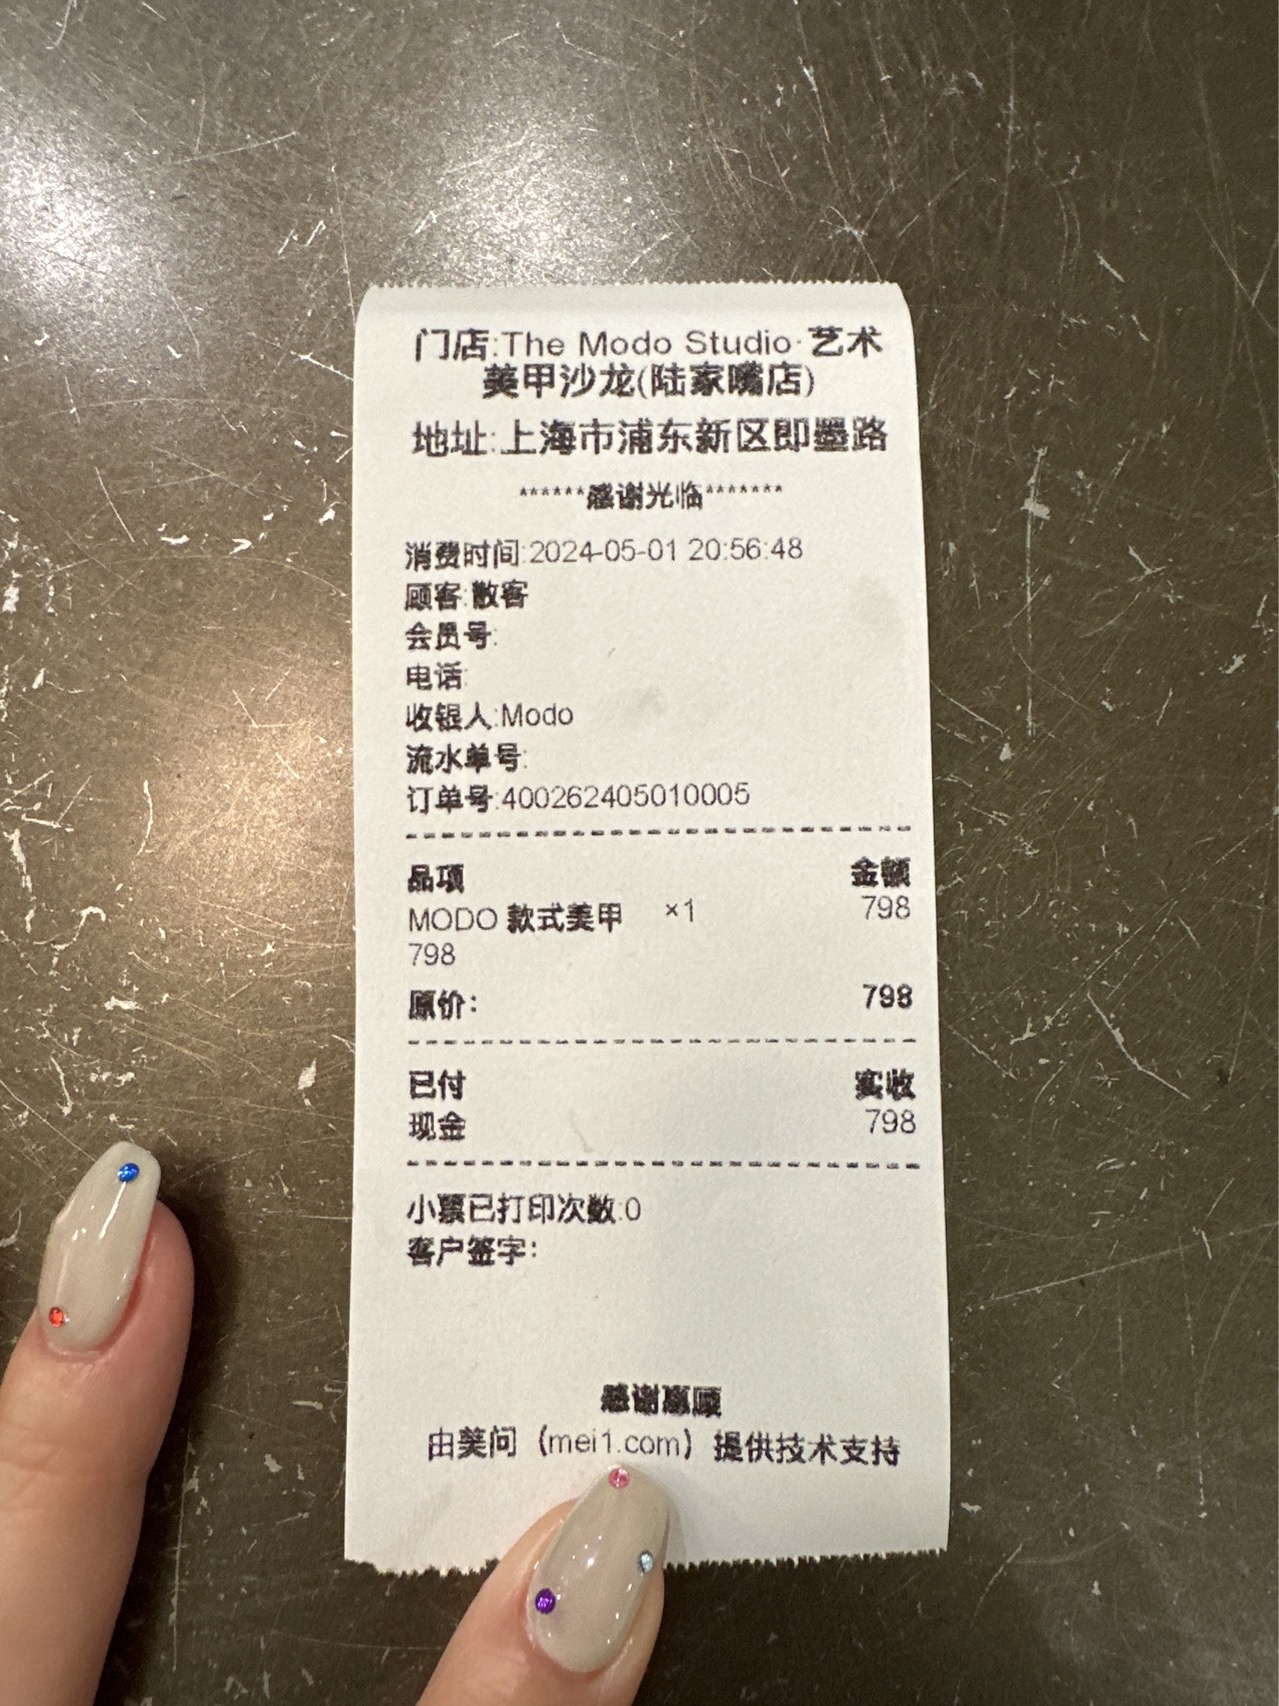 门店:The Modo Studio·艺术
美甲沙龙(陆家嘴店)
地址:上海市浦东新区即墨路
******感谢光临*******
消费时间:2024-05-01 20:56:48
顾客:散客
会员号:
电话:
收银人:Modo
流水单号:
订单号:400262405010005
品项 金额
MODO 款式美甲 ×1 798
798
原价: 798
已付 实收
现金 798
小票已打印次数:0
客户签字:
感谢惠顾
由美问（mei1.com）提供技术支持